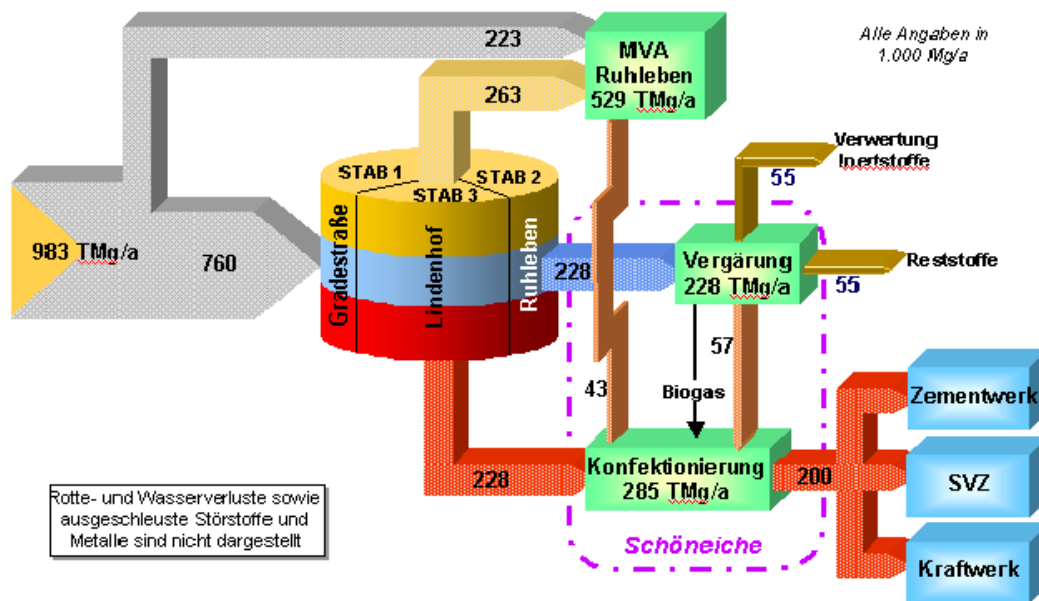 Alle Angaben in
1.000 Mg/a
223
MVA
Ruhleben
529 TMg/a
263
Verwertung
Inertstoffe
55
STAB 1
STAB 2
STAB 3
983 TMg/a
760
Gradestraße
Lindenhof
Ruhleben
228
Vergärung
228 TMg/a
Reststoffe
55
57
43
Biogas
Zementwerk
228
Konfektionierung
285 TMg/a
200
SVZ
Rotte- und Wasserverluste sowie
ausgeschleuste Störstoffe und
Metalle sind nicht dargestellt
Schöneiche
Kraftwerk